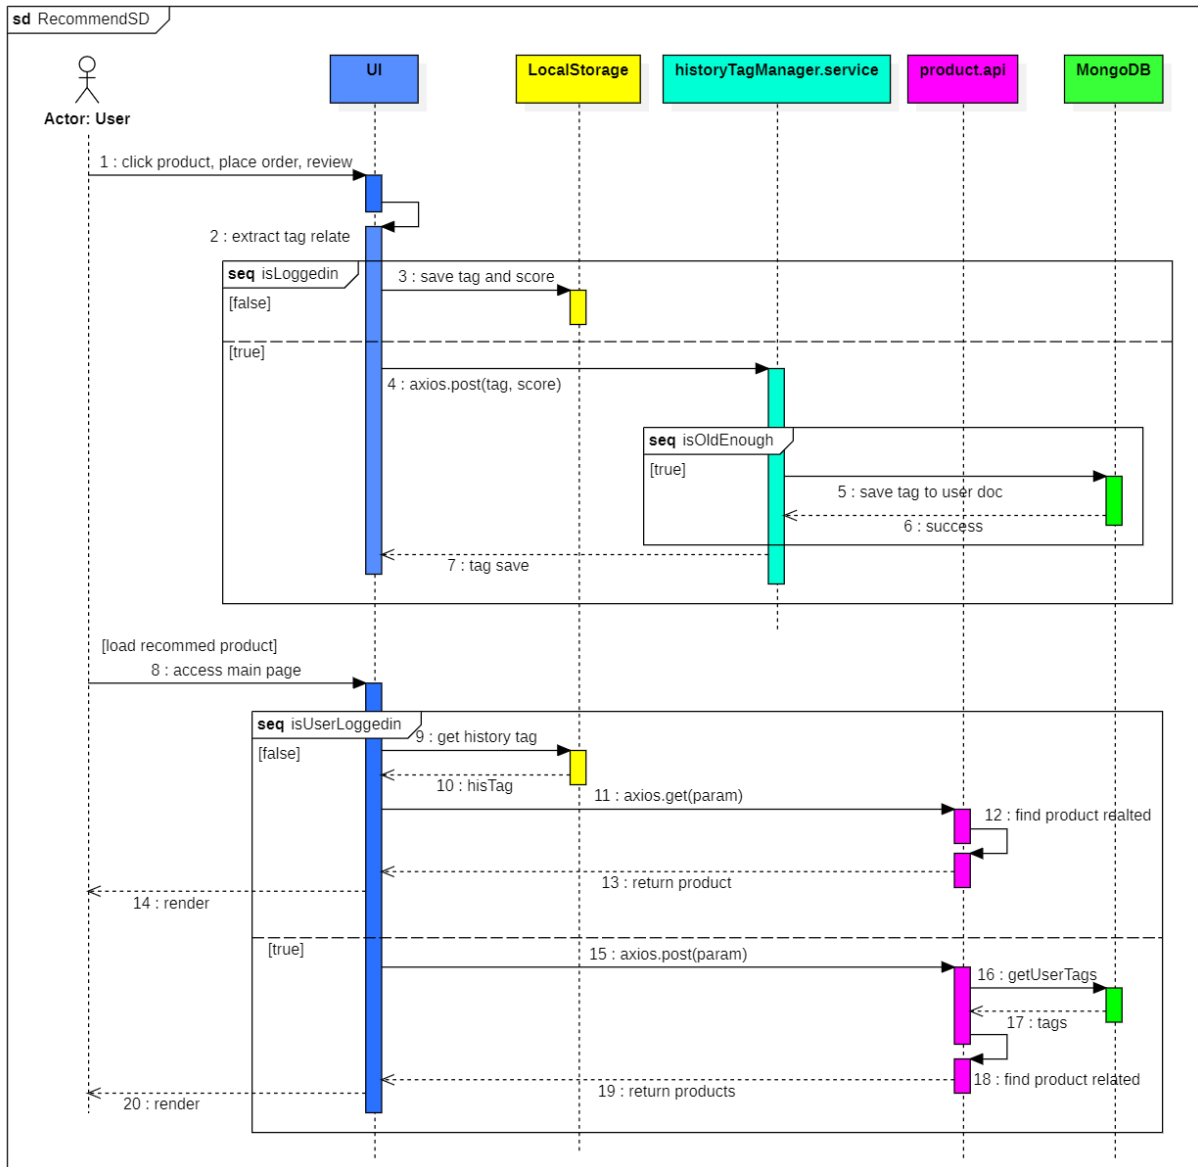 sd RecommendSD
UI
LocalStorage
historyTagManager.service
product.api
MongoDB
Actor: User
1 : click product, place order, review
2 : extract tag relate
seq isLoggedin
3 : save tag and score
[false]
[true]
4 : axios.post(tag, score)
seq isOldEnough
[true]
5 : save tag to user doc
6 : success
7 : tag save
[load recommed product]
8 : access main page
seq isUserLoggedin
9 : get history tag
[false]
10 : hisTag
11 : axios.get(param)
12 : find product realted
13 : return product
14 : render
[true]
15 : axios.post(param)
16 : getUserTags
17 : tags
18 : find product related
19 : return products
20 : render